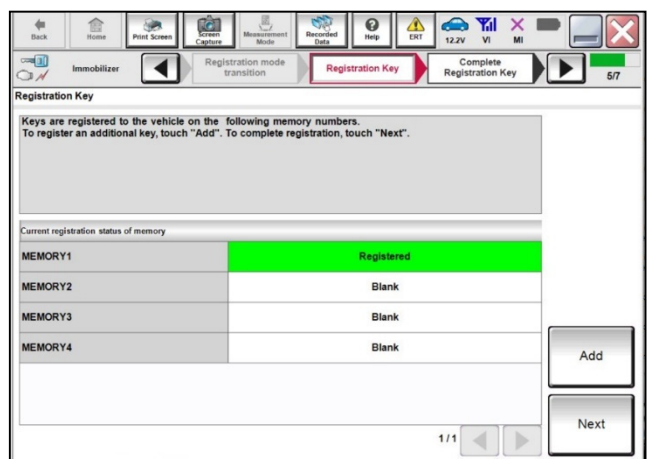 Back
Home
Print Screen
Screen
Capture
Measurement
Mode
Recorded
Data
Help
ERT
12.2V
VI
MI
Immobilizer
Registration mode
transition
Registration Key
Complete
Registration Key
5/7
Registration Key
Keys are registered to the vehicle on the following memory numbers.
To register an additional key, touch "Add". To complete registration, touch "Next".
Current registration status of memory
MEMORY1 Registered
MEMORY2 Blank
MEMORY3 Blank
MEMORY4 Blank
Add
Next
1/1